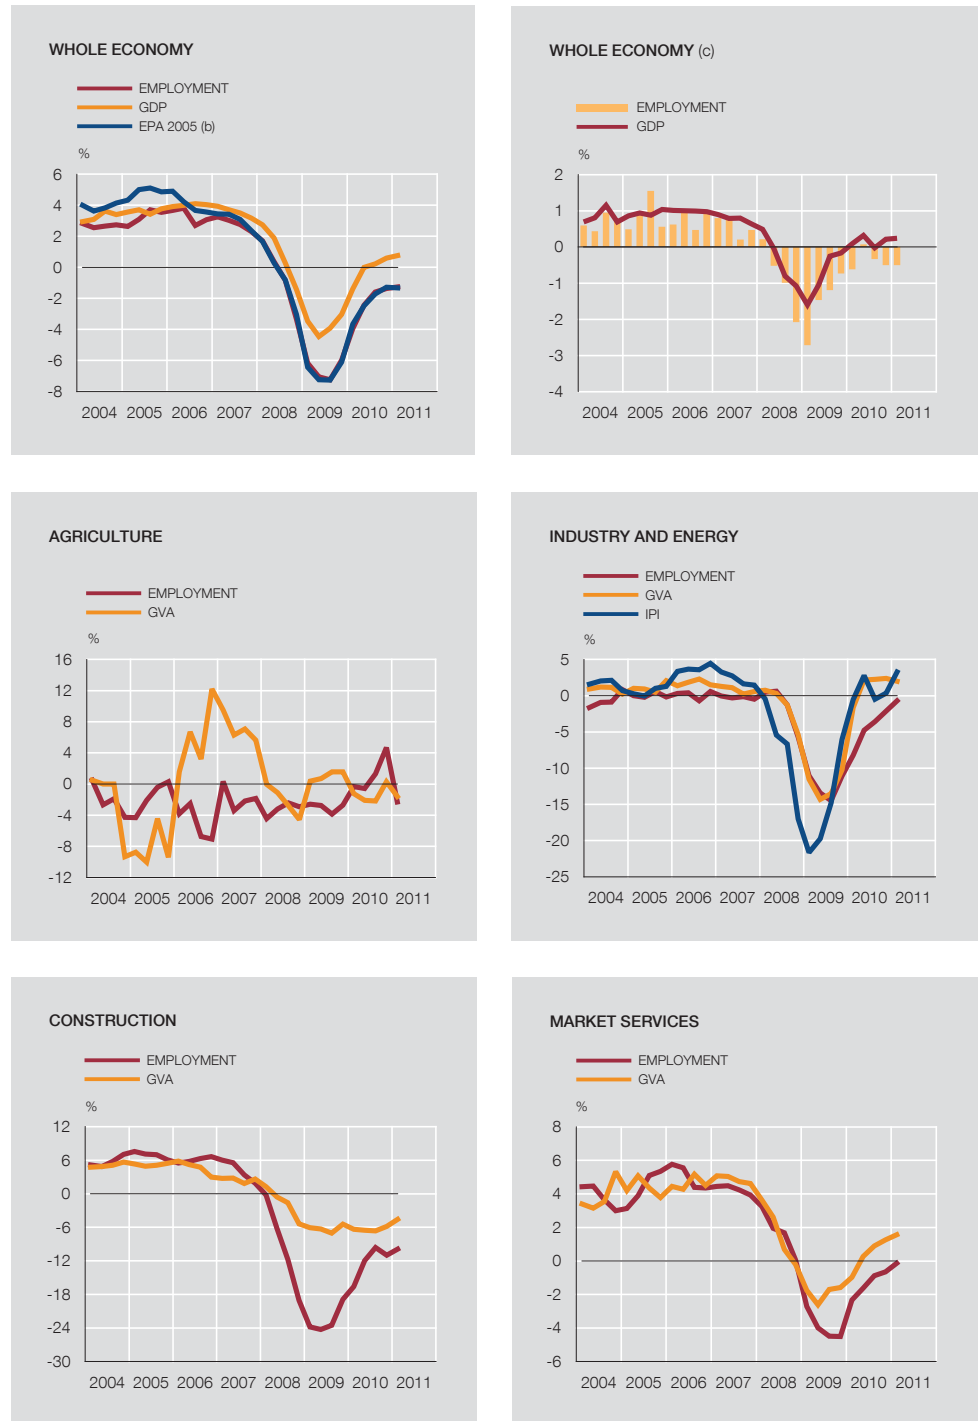 WHOLE ECONOMY
EMPLOYMENT
GDP
EPA 2005 (b)
%
6
4
2
0
-2
-4
-6
-8
2004 2005 2006 2007 2008 2009 2010 2011
WHOLE ECONOMY (c)
EMPLOYMENT
GDP
%
2
1
0
-1
-2
-3
-4
2004 2005 2006 2007 2008 2009 2010 2011
AGRICULTURE
EMPLOYMENT
GVA
%
16
12
8
4
0
-4
-8
-12
2004 2005 2006 2007 2008 2009 2010 2011
INDUSTRY AND ENERGY
EMPLOYMENT
GVA
IPI
%
5
0
-5
-10
-15
-20
-25
2004 2005 2006 2007 2008 2009 2010 2011
CONSTRUCTION
EMPLOYMENT
GVA
%
12
6
0
-6
-12
-18
-24
-30
2004 2005 2006 2007 2008 2009 2010 2011
MARKET SERVICES
EMPLOYMENT
GVA
%
8
6
4
2
0
-2
-4
-6
2004 2005 2006 2007 2008 2009 2010 2011